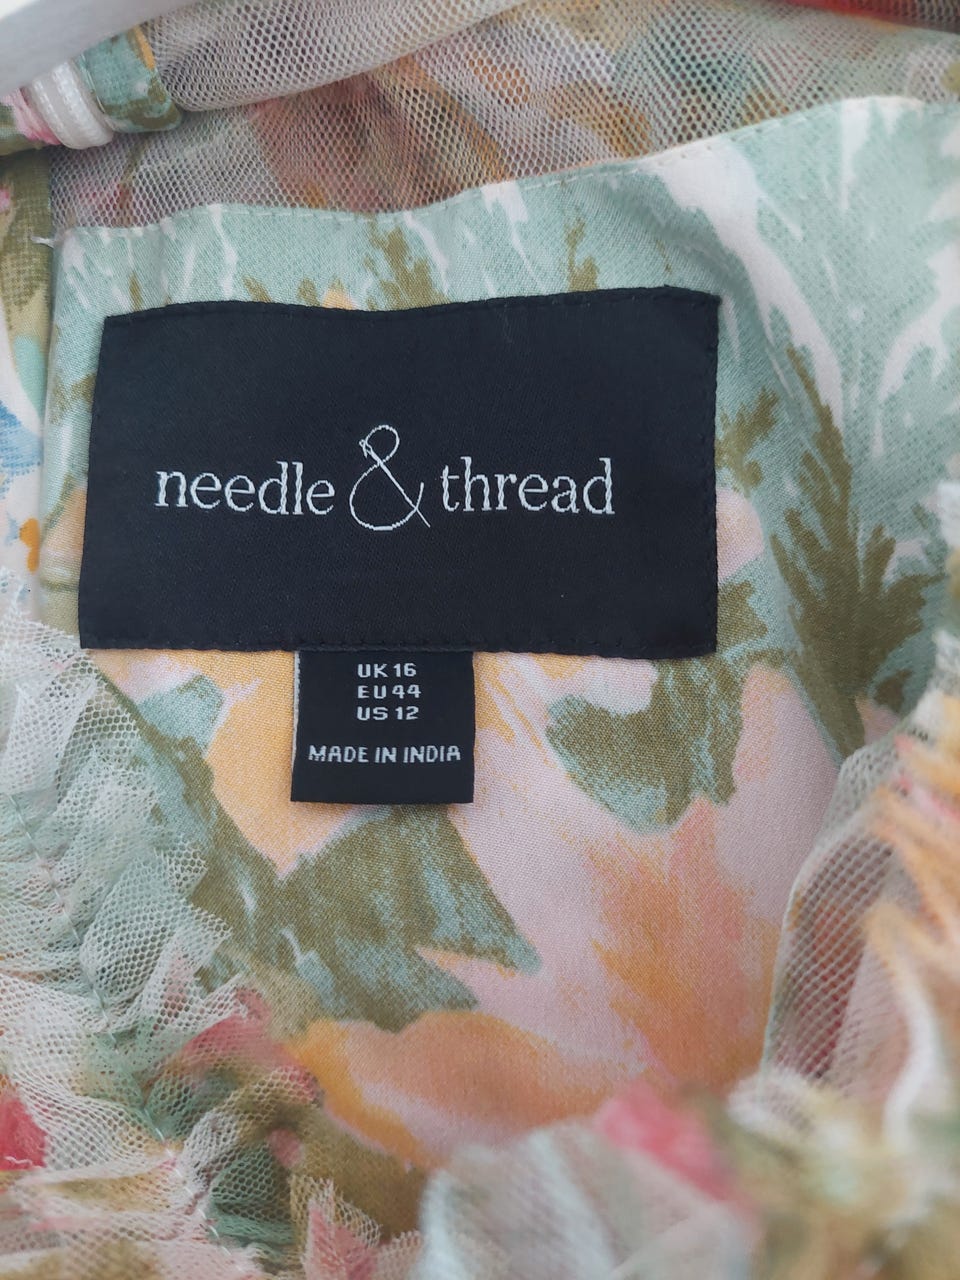 needle & thread
UK 16
EU 44
US 12
MADE IN INDIA